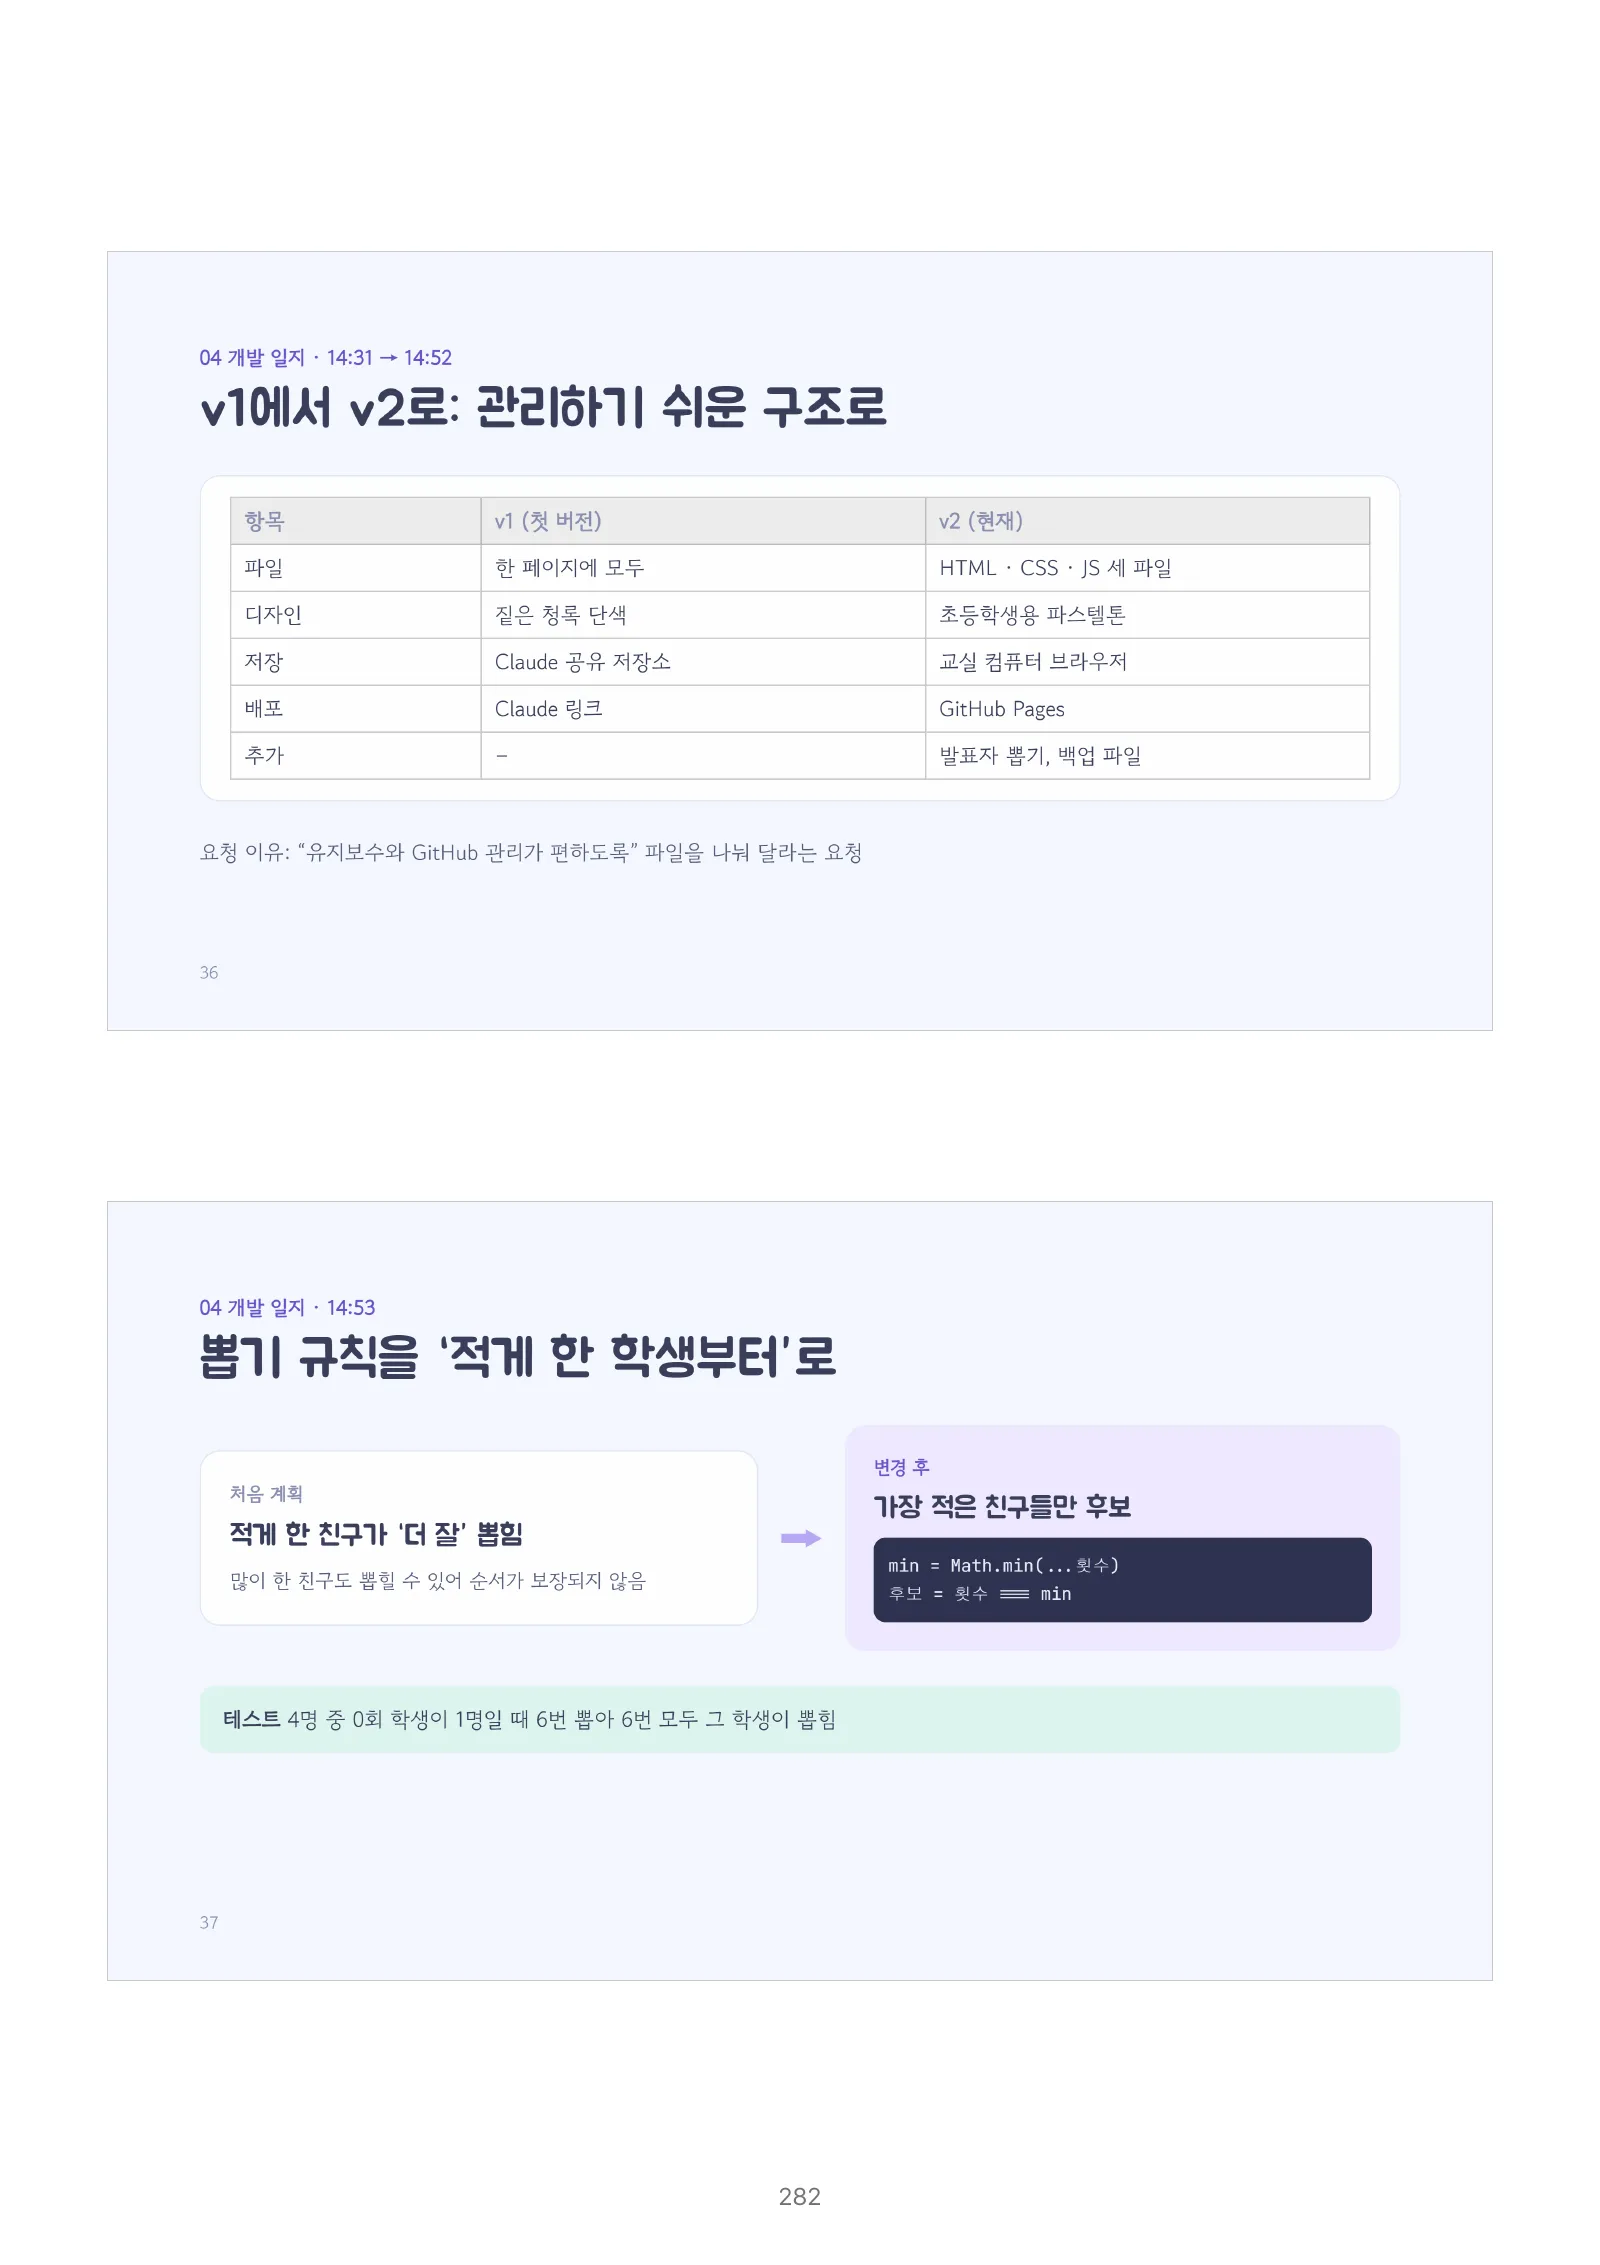 04 개발 일지 · 14:31 → 14:52
v1에서 v2로: 관리하기 쉬운 구조로
항목 v1 (첫 버전) v2 (현재)
파일 한 페이지에 모두 HTML · CSS · JS 세 파일
디자인 짙은 청록 단색 초등학생용 파스텔톤
저장 Claude 공유 저장소 교실 컴퓨터 브라우저
배포 Claude 링크 GitHub Pages
추가 – 발표자 뽑기, 백업 파일
요청 이유: “유지보수와 GitHub 관리가 편하도록” 파일을 나눠 달라는 요청
36
04 개발 일지 · 14:53
뽑기 규칙을 ‘적게 한 학생부터’로
처음 계획
적게 한 친구가 ‘더 잘’ 뽑힘
많이 한 친구도 뽑힐 수 있어 순서가 보장되지 않음
변경 후
가장 적은 친구들만 후보
min = Math.min(...횟수)
후보 = 횟수 === min
테스트 4명 중 0회 학생이 1명일 때 6번 뽑아 6번 모두 그 학생이 뽑힘
37
282